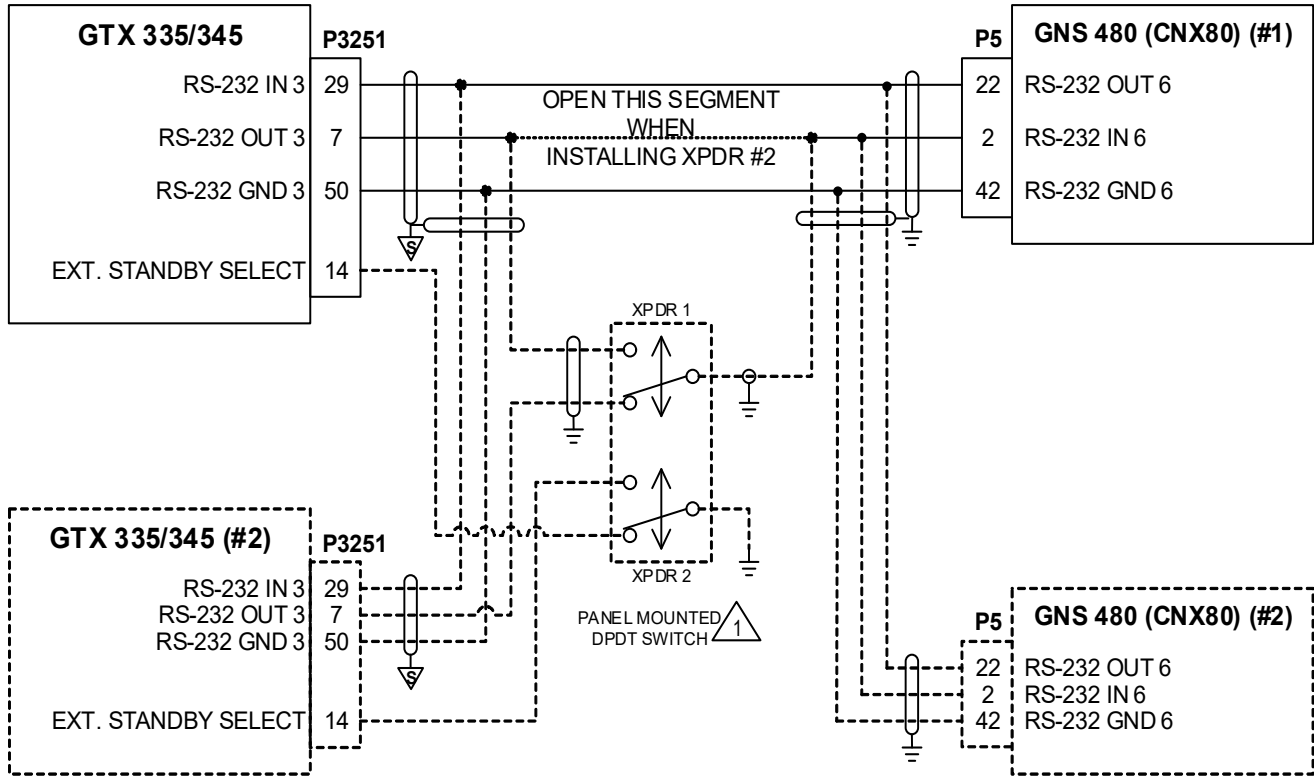 GTX 335/345
P3251
RS-232 IN 3 29
RS-232 OUT 3 7
RS-232 GND 3 50
EXT. STANDBY SELECT 14
OPEN THIS SEGMENT
WHEN
INSTALLING XPDR #2
P5
GNS 480 (CNX80) (#1)
22 RS-232 OUT 6
2 RS-232 IN 6
42 RS-232 GND 6
S
XPDR 1
XPDR 2
PANEL MOUNTED
DPDT SWITCH
1
GTX 335/345 (#2)
P3251
RS-232 IN 3 29
RS-232 OUT 3 7
RS-232 GND 3 50
EXT. STANDBY SELECT 14
S
P5
GNS 480 (CNX80) (#2)
22 RS-232 OUT 6
2 RS-232 IN 6
42 RS-232 GND 6